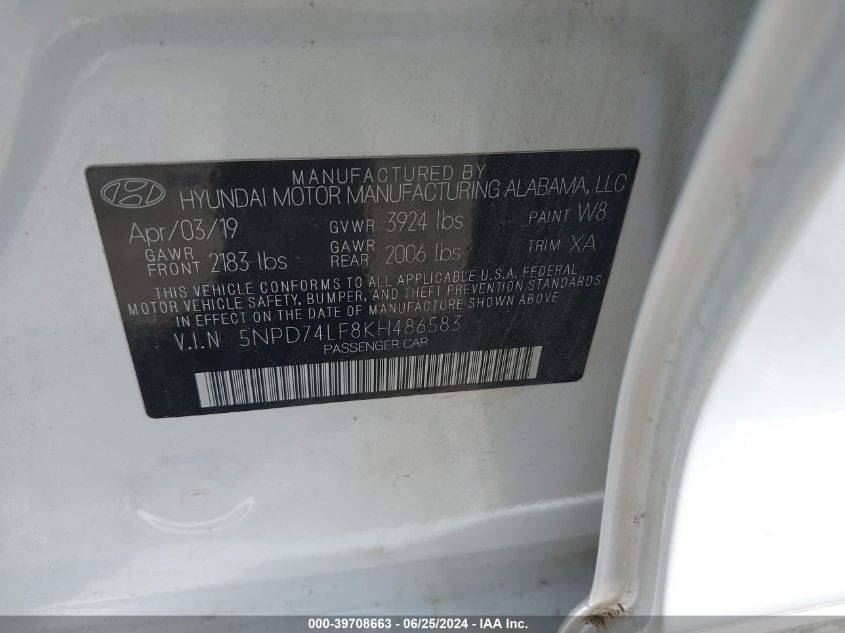 MANUFACTURED BY
HYUNDAI MOTOR MANUFACTURING ALABAMA, LLC
Apr/03/19 GVWR 3924 lbs PAINT W8
GAWR FRONT 2183 lbs GAWR REAR 2006 lbs TRIM XA
THIS VEHICLE CONFORMS TO ALL APPLICABLE U.S.A. FEDERAL
MOTOR VEHICLE SAFETY, BUMPER, AND THEFT PREVENTION STANDARDS
IN EFFECT ON THE DATE OF MANUFACTURE SHOWN ABOVE.
V.I.N 5NPD74LF8KH486583
PASSENGER CAR
000-39708663 - 06/25/2024 - IAA Inc.